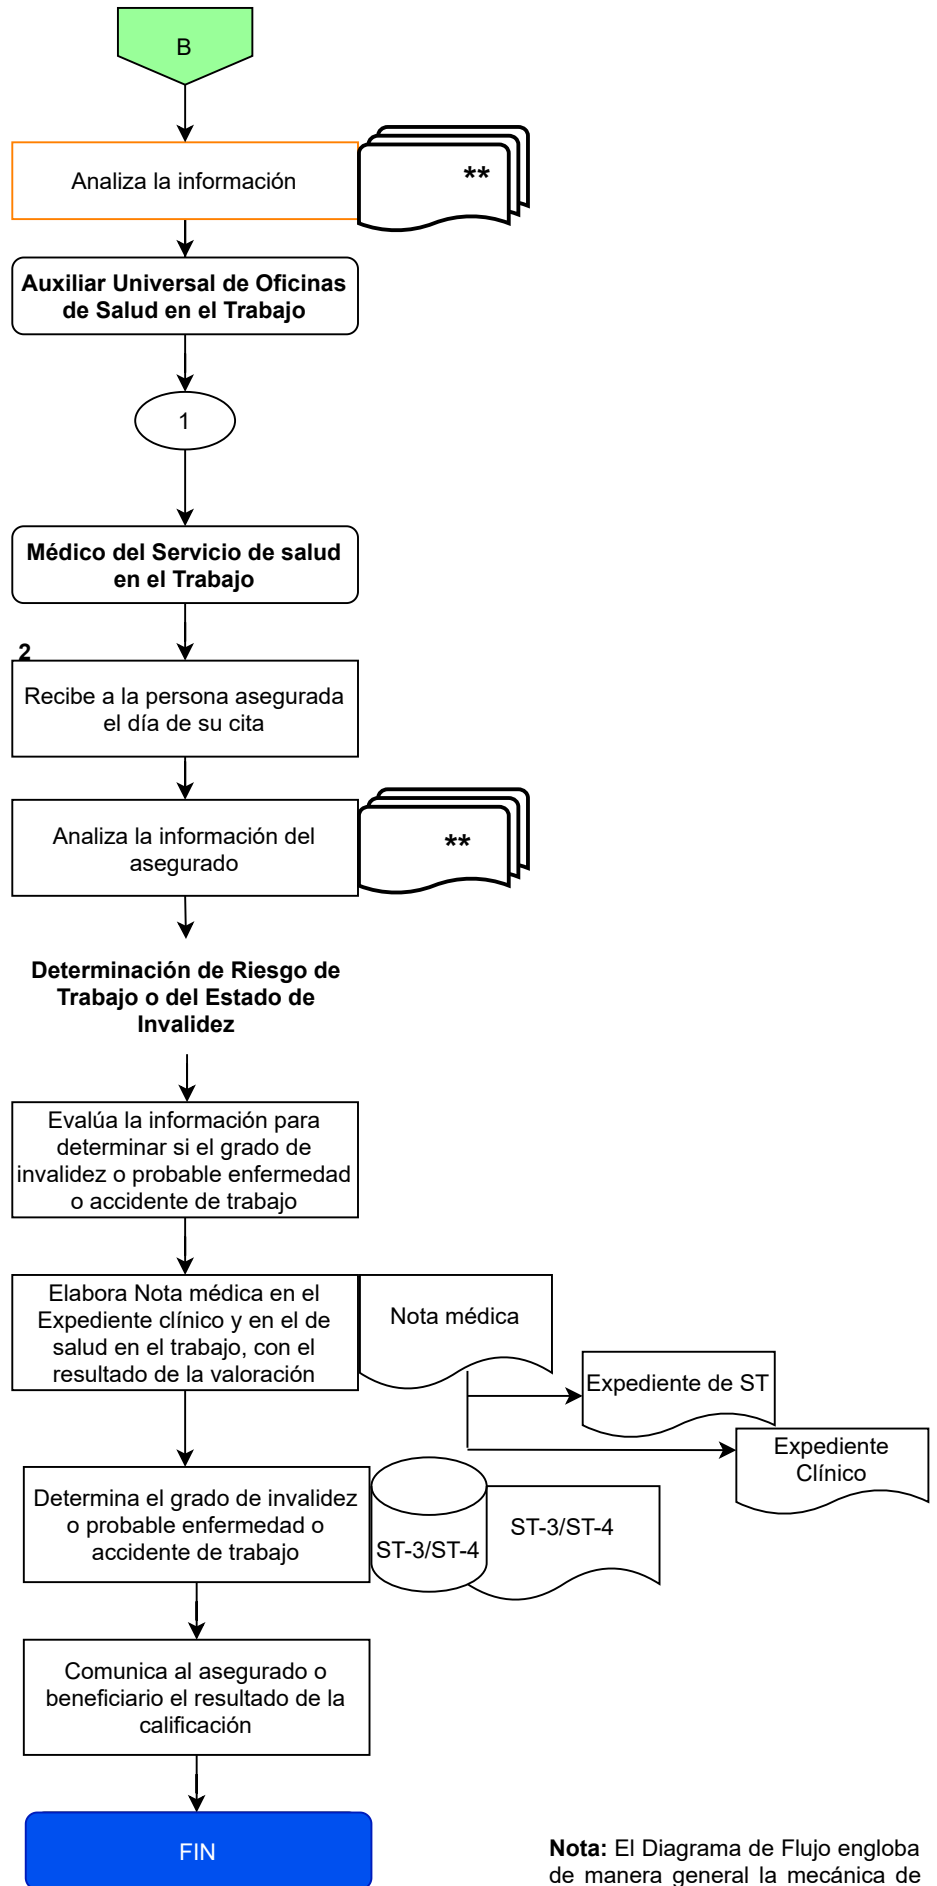 B
Analiza la información
**
Auxiliar Universal de Oficinas
de Salud en el Trabajo
1
Médico del Servicio de salud
en el Trabajo
2
Recibe a la persona asegurada
el día de su cita
Analiza la información del
asegurado
**
Determinación de Riesgo de
Trabajo o del Estado de
Invalidez
Evalúa la información para
determinar si el grado de
invalidez o probable enfermedad
o accidente de trabajo
Elabora Nota médica en el
Expediente clínico y en el de
salud en el trabajo, con el
resultado de la valoración
Nota médica
Expediente de ST
Expediente
Clínico
Determina el grado de invalidez
o probable enfermedad o
accidente de trabajo
ST-3/ST-4
ST-3/ST-4
Comunica al asegurado o
beneficiario el resultado de la
calificación
FIN
Nota: El Diagrama de Flujo engloba
de manera general la mecánica de